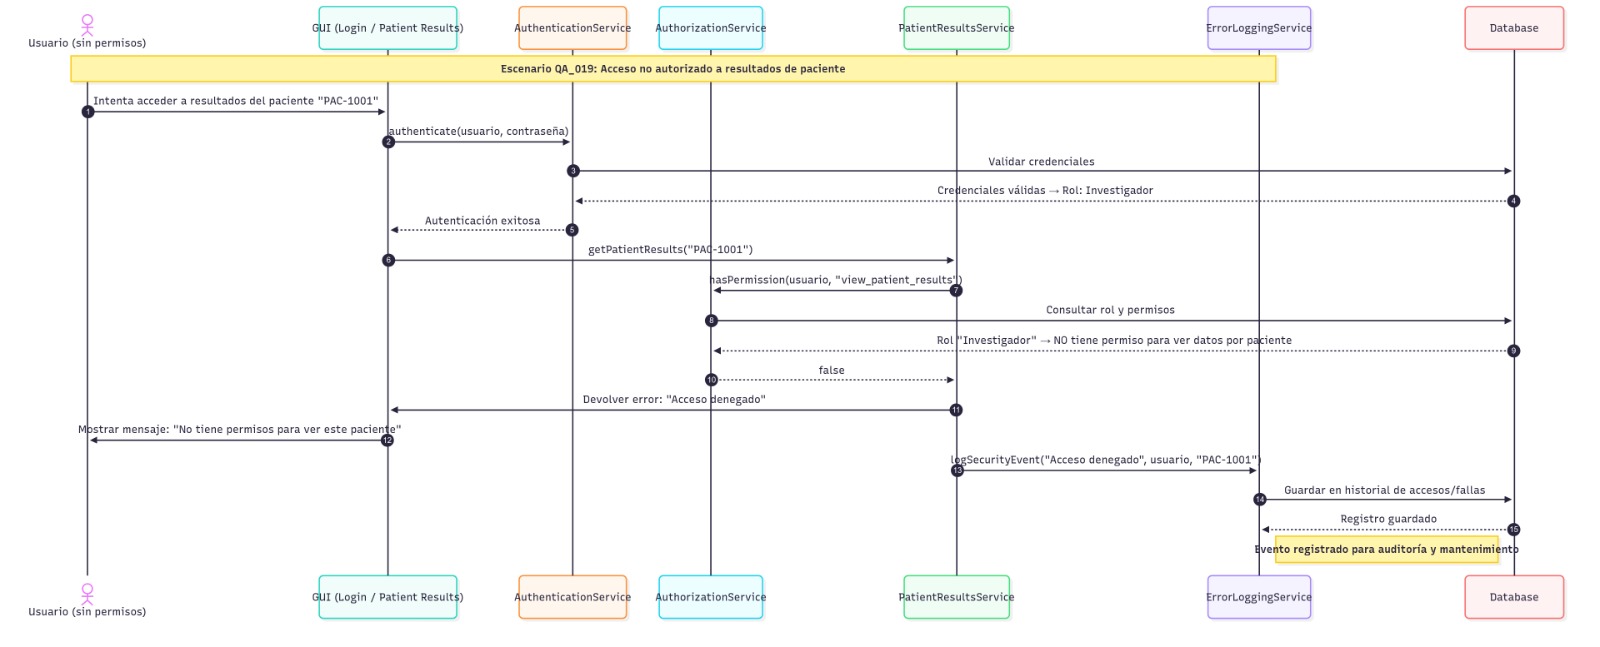 Usuario (sin permisos)
GUI (Login / Patient Results)
AuthenticationService
AuthorizationService
PatientResultsService
ErrorLoggingService
Database
Escenario QA_019: Acceso no autorizado a resultados de paciente
Intenta acceder a resultados del paciente "PAC-1001"
1
authenticate(usuario, contraseña)
2
Validar credenciales
3
Credenciales válidas → Rol: Investigador
4
Autenticación exitosa
5
getPatientResults("PAC-1001")
6
hasPermission(usuario, "view_patient_results")
7
Consultar rol y permisos
8
Rol "Investigador" → NO tiene permiso para ver datos por paciente
9
false
10
Devolver error: "Acceso denegado"
11
Mostrar mensaje: "No tiene permisos para ver este paciente"
12
logSecurityEvent("Acceso denegado", usuario, "PAC-1001")
13
Guardar en historial de accesos/fallas
14
Registro guardado
15
Evento registrado para auditoría y mantenimiento
Usuario (sin permisos)
GUI (Login / Patient Results)
AuthenticationService
AuthorizationService
PatientResultsService
ErrorLoggingService
Database